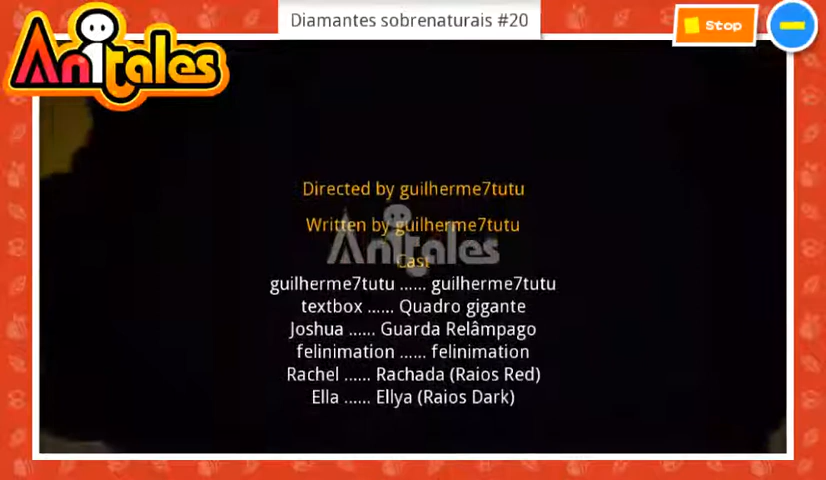 Diamantes sobrenaturais #20
Stop
Anitales
Directed by guilherme7tutu
Written by guilherme7tutu
Anitales
Cast
guilherme7tutu ...... guilherme7tutu
textbox ...... Quadro gigante
Joshua ...... Guarda Relâmpago
felinimation ...... felinimation
Rachel ...... Rachada (Raios Red)
Ella ...... Ellya (Raios Dark)